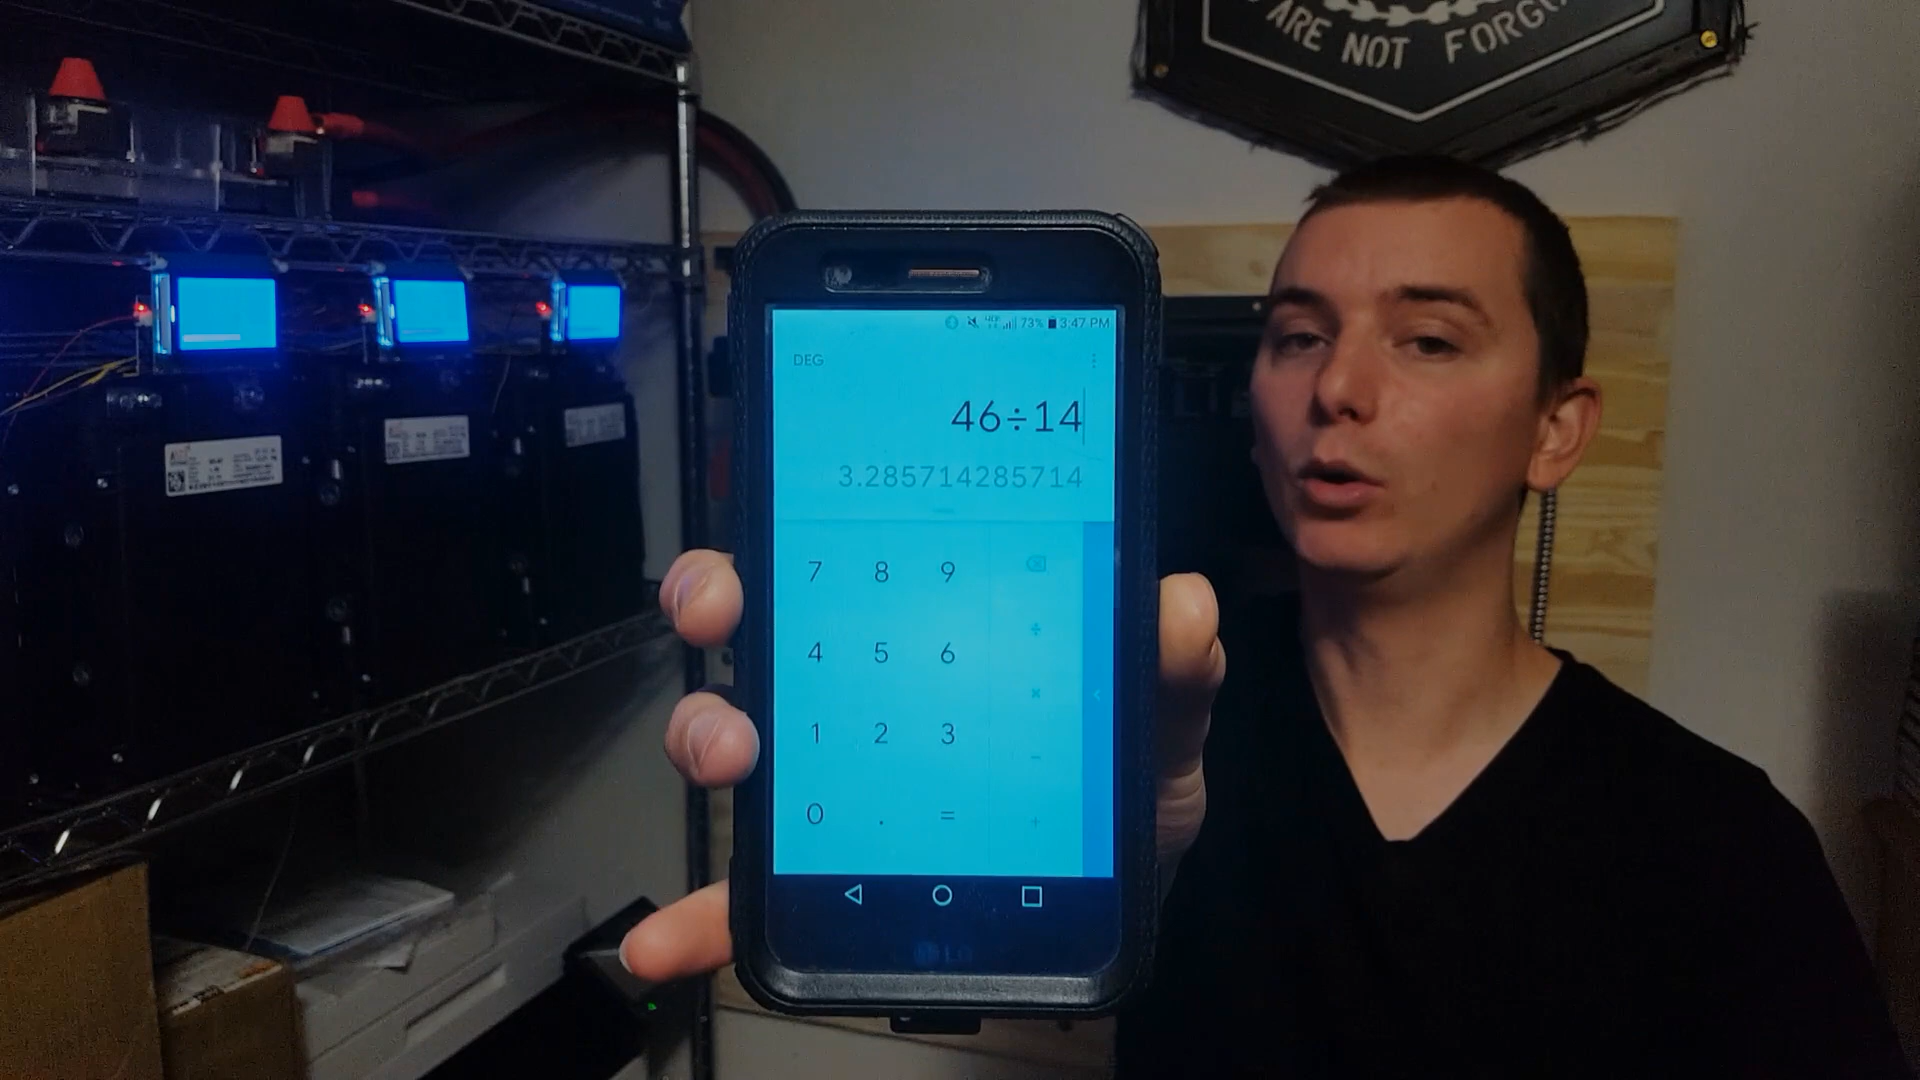 ARE NOT FORG
73% 3:47 PM
DEG
46÷14
3.285714285714
7 8 9
÷
4 5 6
×
1 2 3
−
0 . =
+
LG